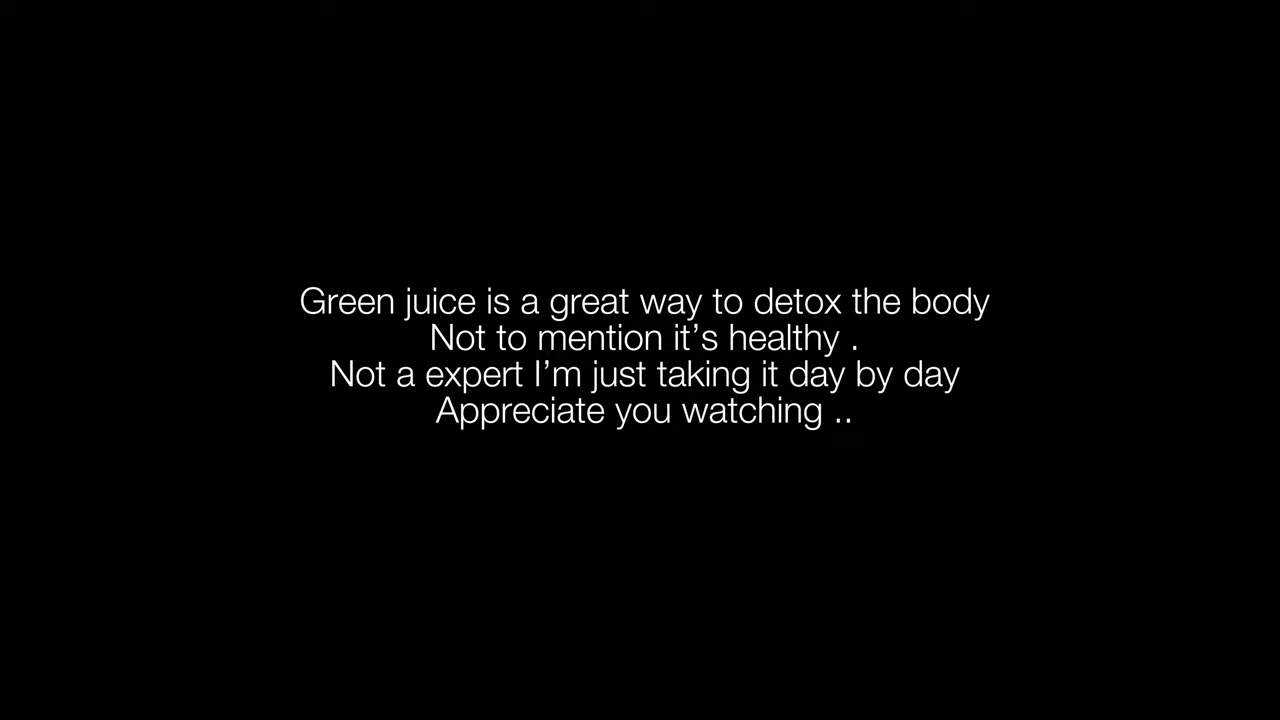 Green juice is a great way to detox the body
Not to mention it’s healthy .
Not a expert I’m just taking it day by day
Appreciate you watching ..